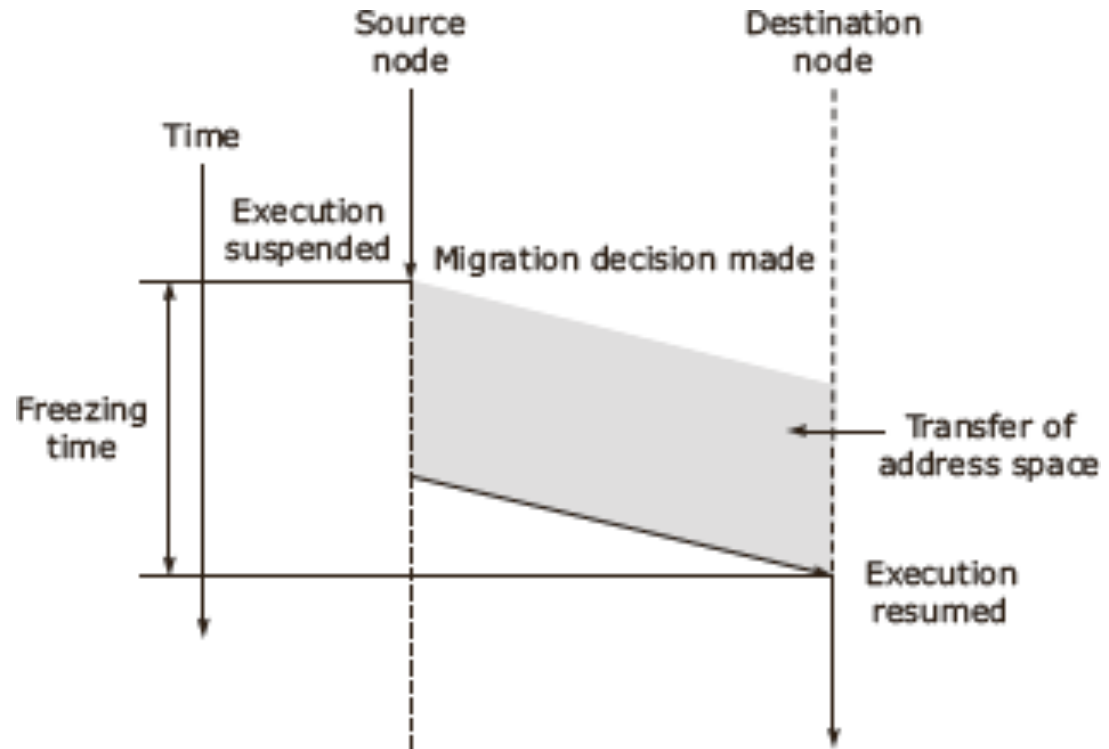 Source
node
Destination
node
Time
Execution
suspended
Migration decision made
Freezing
time
Transfer of
address space
Execution
resumed